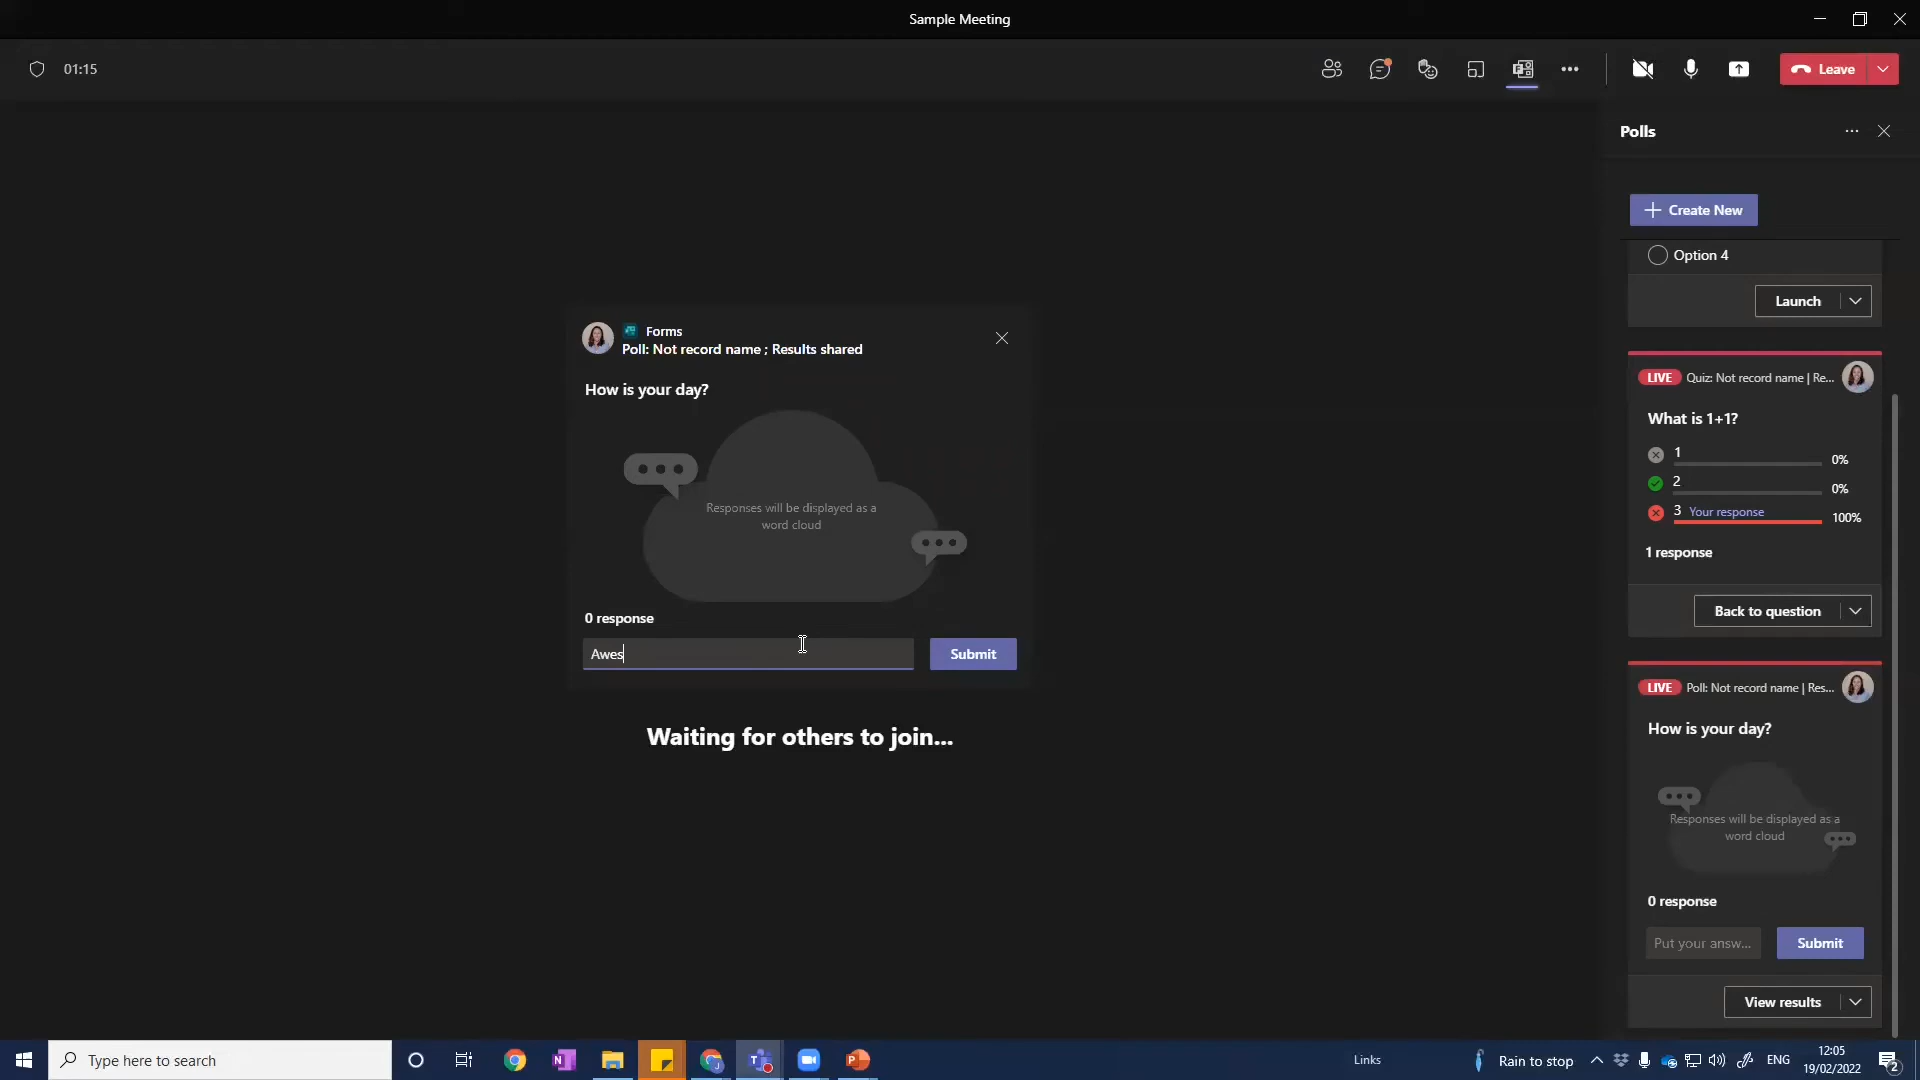 Sample Meeting
01:15
Leave
Polls
Create New
Option 4
Launch
Forms
Poll: Not record name ; Results shared
How is your day?
Responses will be displayed as a
word cloud
0 response
Awes
Submit
Waiting for others to join...
LIVE Quiz: Not record name | Re...
What is 1+1?
1 0%
2 0%
3 Your response 100%
1 response
Back to question
LIVE Poll: Not record name | Res...
How is your day?
Responses will be displayed as a
word cloud
0 response
Put your answ... Submit
View results
Type here to search
Links
Rain to stop
ENG
12:05
19/02/2022
2